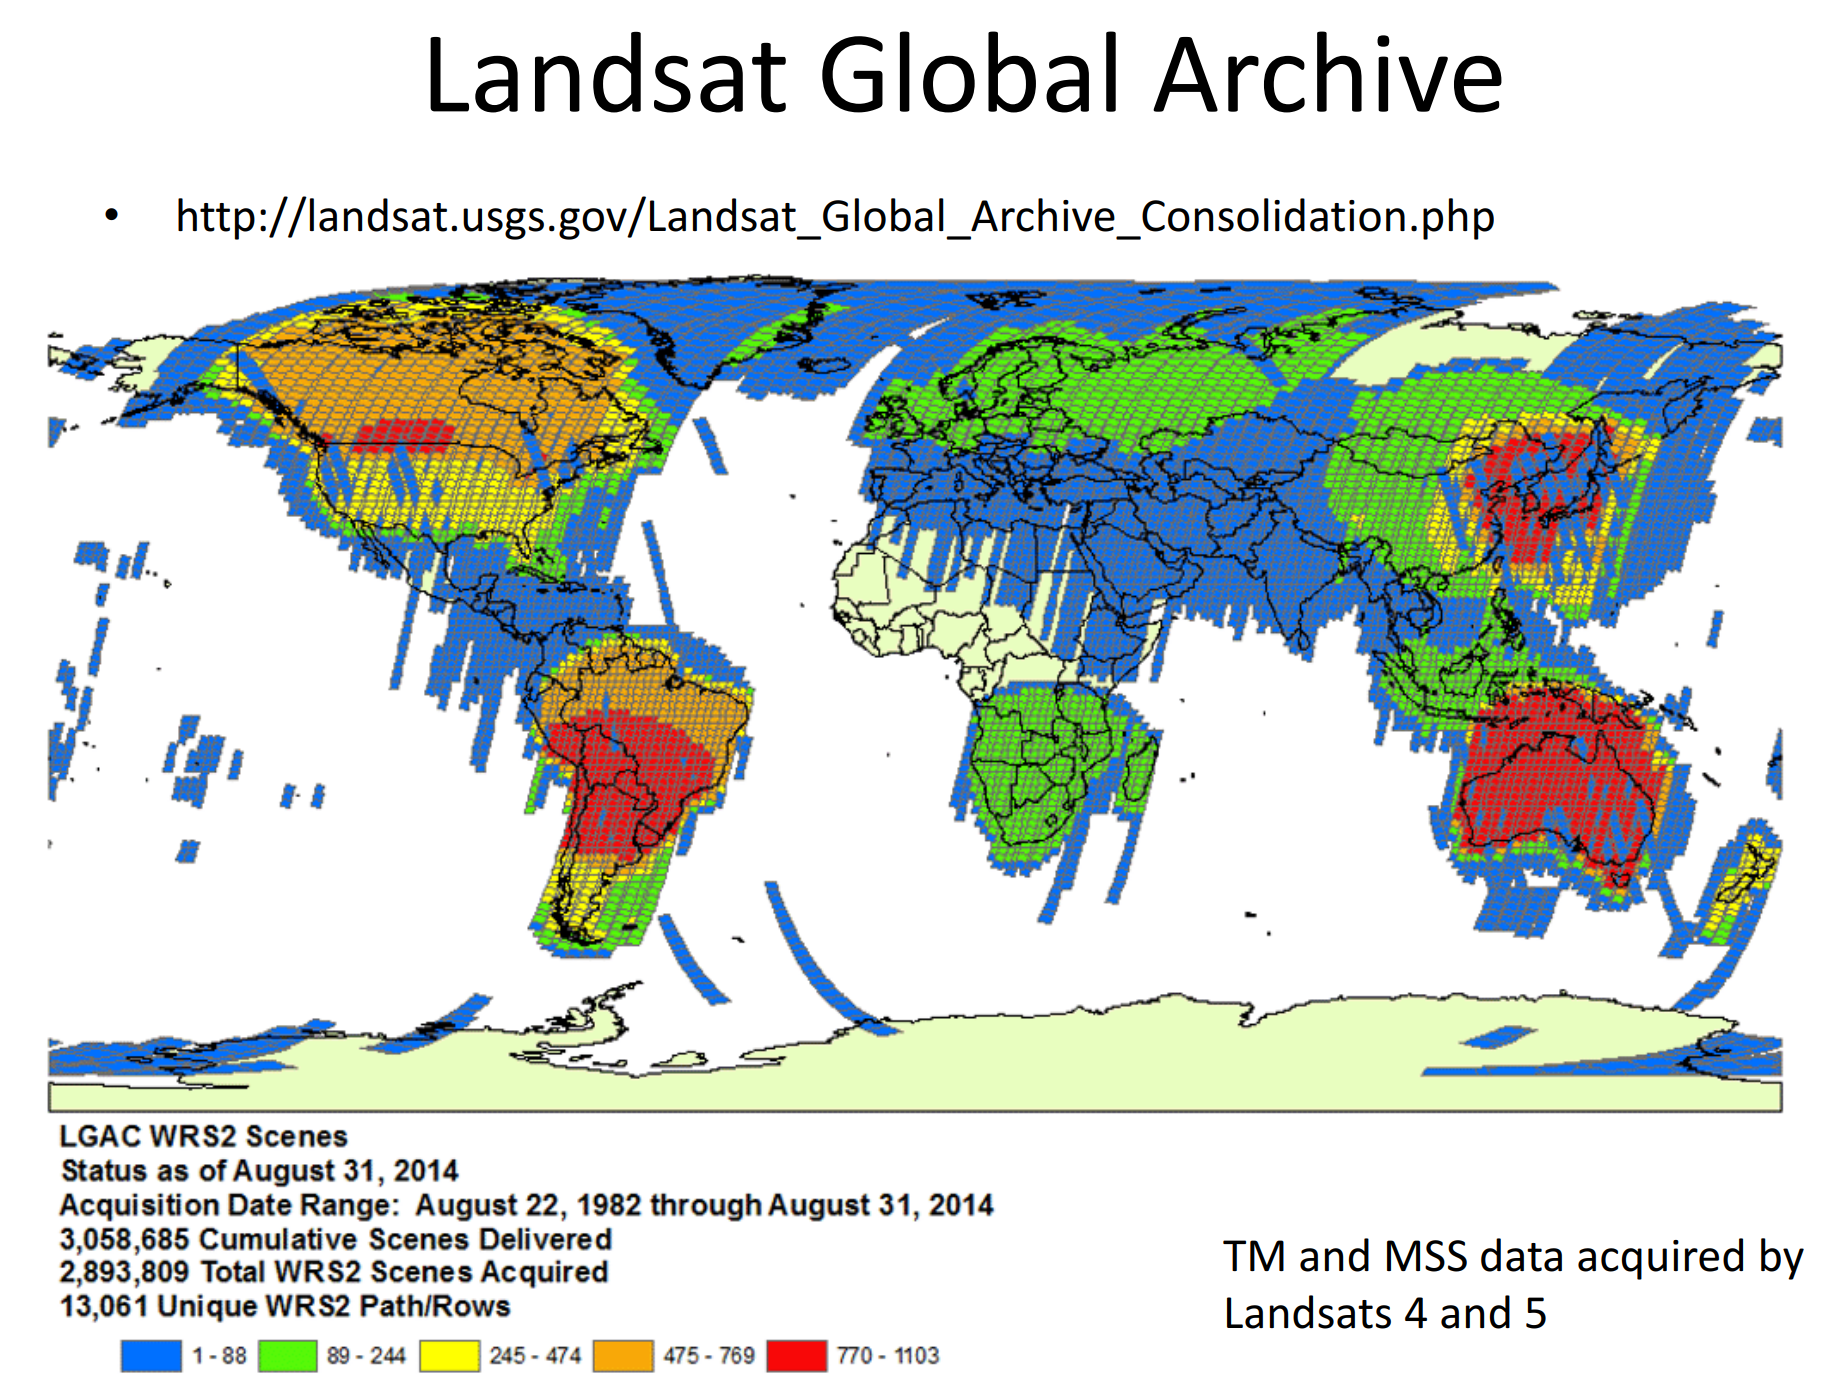 Landsat Global Archive
• http://landsat.usgs.gov/Landsat_Global_Archive_Consolidation.php
LGAC WRS2 Scenes
Status as of August 31, 2014
Acquisition Date Range: August 22, 1982 through August 31, 2014
3,058,685 Cumulative Scenes Delivered
2,893,809 Total WRS2 Scenes Acquired
13,061 Unique WRS2 Path/Rows
1 - 88 89 - 244 245 - 474 475 - 769 770 - 1103
TM and MSS data acquired by
Landsats 4 and 5